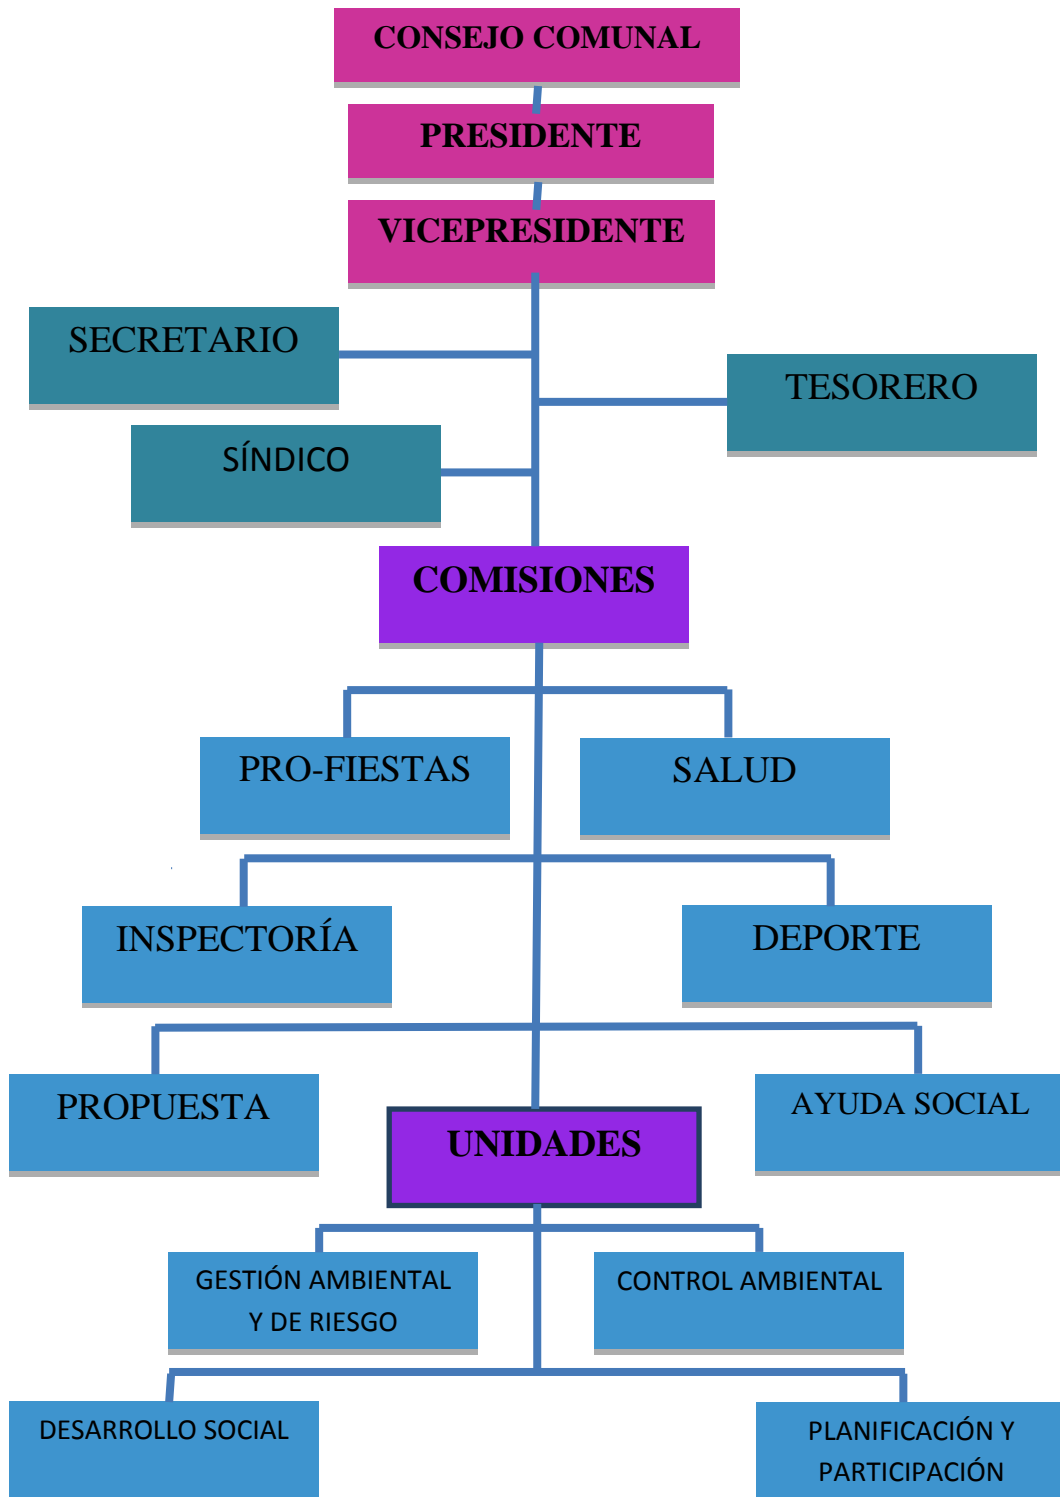 CONSEJO COMUNAL
PRESIDENTE
VICEPRESIDENTE
SECRETARIO
TESORERO
SÍNDICO
COMISIONES
PRO-FIESTAS
SALUD
INSPECTORÍA
DEPORTE
PROPUESTA
AYUDA SOCIAL
UNIDADES
GESTIÓN AMBIENTAL
Y DE RIESGO
CONTROL AMBIENTAL
DESARROLLO SOCIAL
PLANIFICACIÓN Y
PARTICIPACIÓN